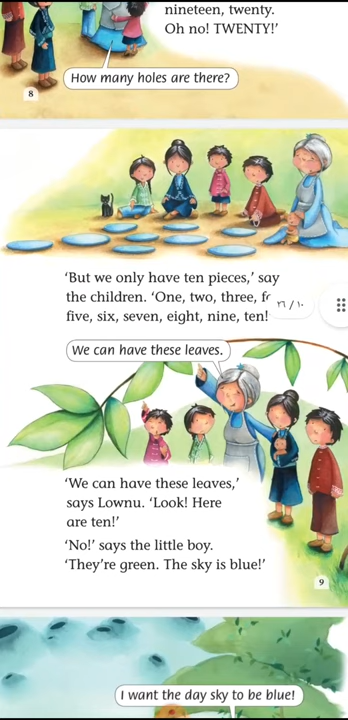 nineteen, twenty.
Oh no! TWENTY!’
How many holes are there?
8
‘But we only have ten pieces,’ say
the children. ‘One, two, three, f
five, six, seven, eight, nine, ten!
٢٦/١٠
We can have these leaves.
‘We can have these leaves,’
says Lownu. ‘Look! Here
are ten!’
‘No!’ says the little boy.
‘They’re green. The sky is blue!’
9
I want the day sky to be blue!